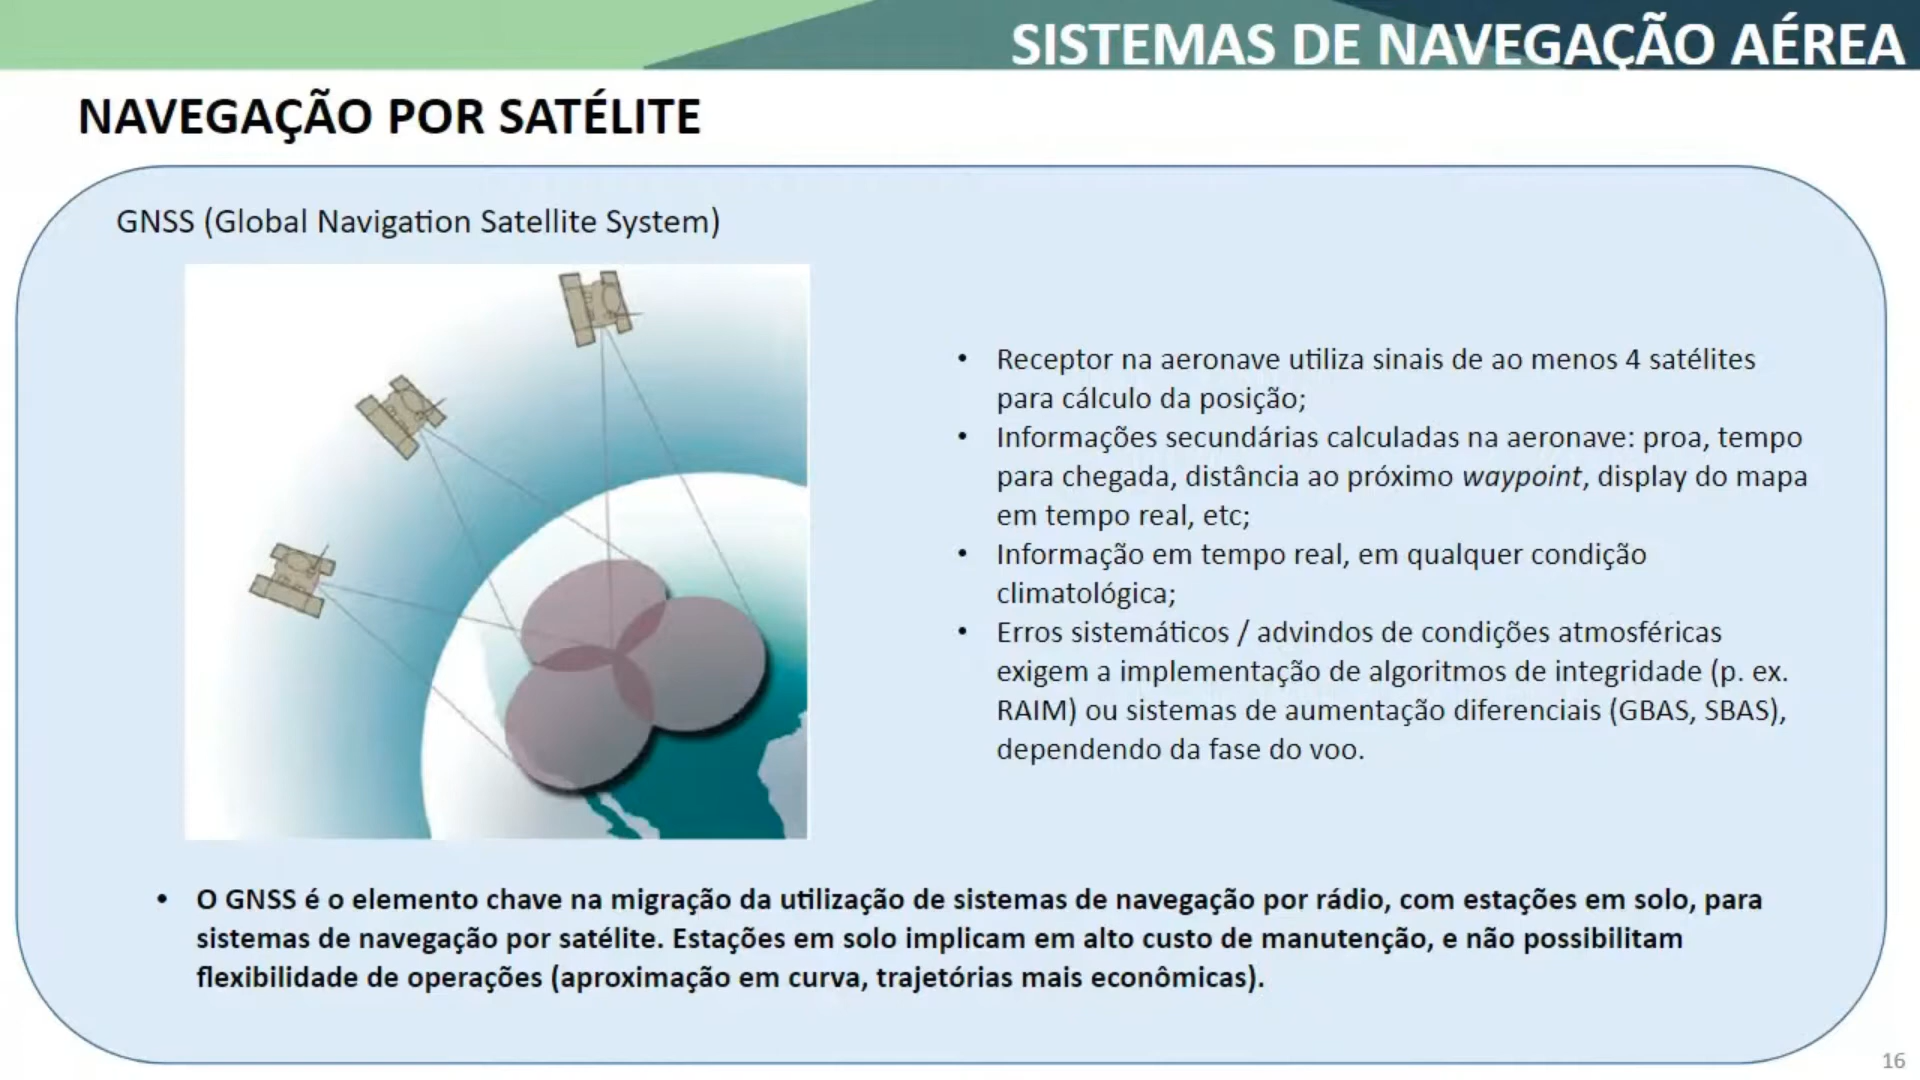 SISTEMAS DE NAVEGAÇÃO AÉREA
NAVEGAÇÃO POR SATÉLITE
GNSS (Global Navigation Satellite System)
• Receptor na aeronave utiliza sinais de ao menos 4 satélites
para cálculo da posição;
• Informações secundárias calculadas na aeronave: proa, tempo
para chegada, distância ao próximo waypoint, display do mapa
em tempo real, etc;
• Informação em tempo real, em qualquer condição
climatológica;
• Erros sistemáticos / advindos de condições atmosféricas
exigem a implementação de algoritmos de integridade (p. ex.
RAIM) ou sistemas de aumentação diferenciais (GBAS, SBAS),
dependendo da fase do voo.
• O GNSS é o elemento chave na migração da utilização de sistemas de navegação por rádio, com estações em solo, para
sistemas de navegação por satélite. Estações em solo implicam em alto custo de manutenção, e não possibilitam
flexibilidade de operações (aproximação em curva, trajetórias mais econômicas).
16